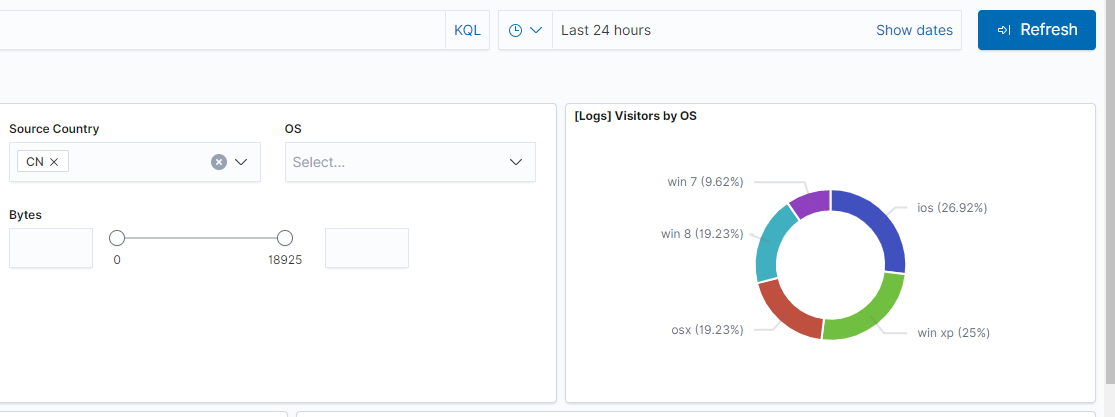 KQL
Last 24 hours
Show dates
Refresh
Source Country
OS
CN
Select...
Bytes
0
18925
[Logs] Visitors by OS
win 7 (9.62%)
ios (26.92%)
win 8 (19.23%)
osx (19.23%)
win xp (25%)